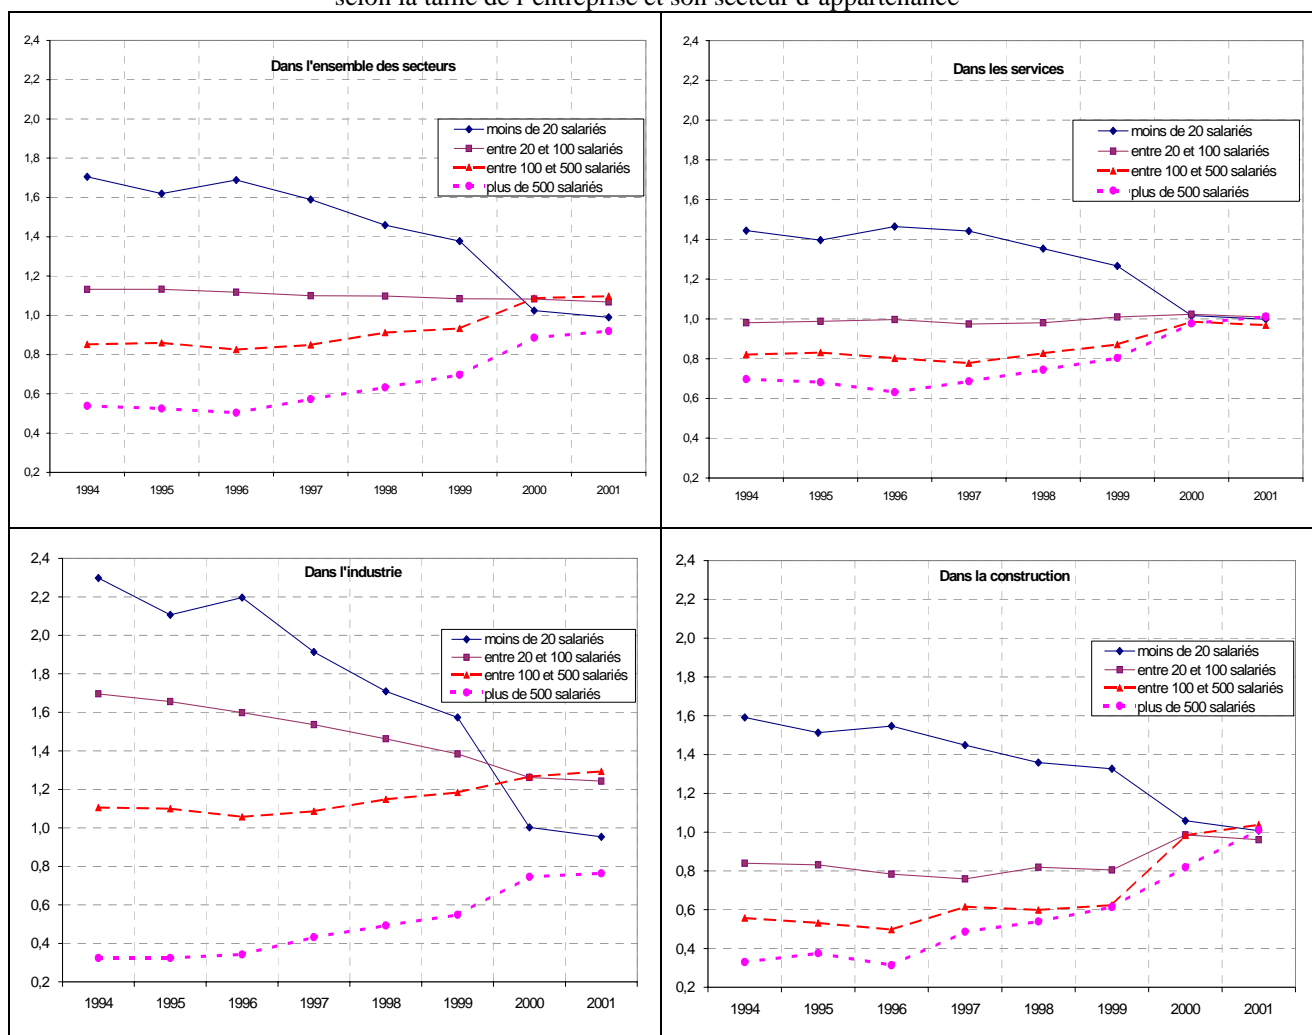 selon la taille de l'entreprise et son secteur d'appartenance
Dans l'ensemble des secteurs
2,4
2,2
2,0
1,8
1,6
1,4
1,2
1,0
0,8
0,6
0,4
0,2
moins de 20 salariés
entre 20 et 100 salariés
entre 100 et 500 salariés
plus de 500 salariés
1994 1995 1996 1997 1998 1999 2000 2001
Dans les services
2,4
2,2
2,0
1,8
1,6
1,4
1,2
1,0
0,8
0,6
0,4
0,2
moins de 20 salariés
entre 20 et 100 salariés
entre 100 et 500 salariés
plus de 500 salariés
1994 1995 1996 1997 1998 1999 2000 2001
Dans l'industrie
2,4
2,2
2,0
1,8
1,6
1,4
1,2
1,0
0,8
0,6
0,4
0,2
moins de 20 salariés
entre 20 et 100 salariés
entre 100 et 500 salariés
plus de 500 salariés
1994 1995 1996 1997 1998 1999 2000 2001
Dans la construction
2,4
2,2
2,0
1,8
1,6
1,4
1,2
1,0
0,8
0,6
0,4
0,2
moins de 20 salariés
entre 20 et 100 salariés
entre 100 et 500 salariés
plus de 500 salariés
1994 1995 1996 1997 1998 1999 2000 2001